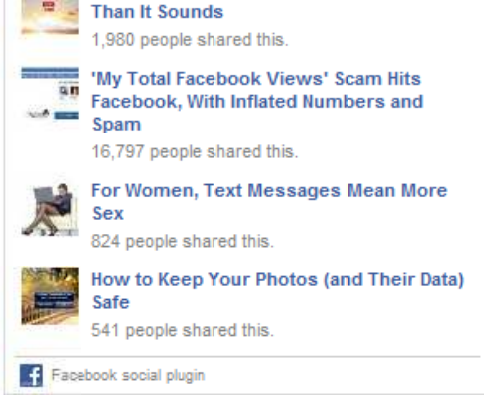 Than It Sounds
1,980 people shared this.
'My Total Facebook Views' Scam Hits
Facebook, With Inflated Numbers and
Spam
16,797 people shared this.
For Women, Text Messages Mean More
Sex
824 people shared this.
How to Keep Your Photos (and Their Data)
Safe
541 people shared this.
Facebook social plugin